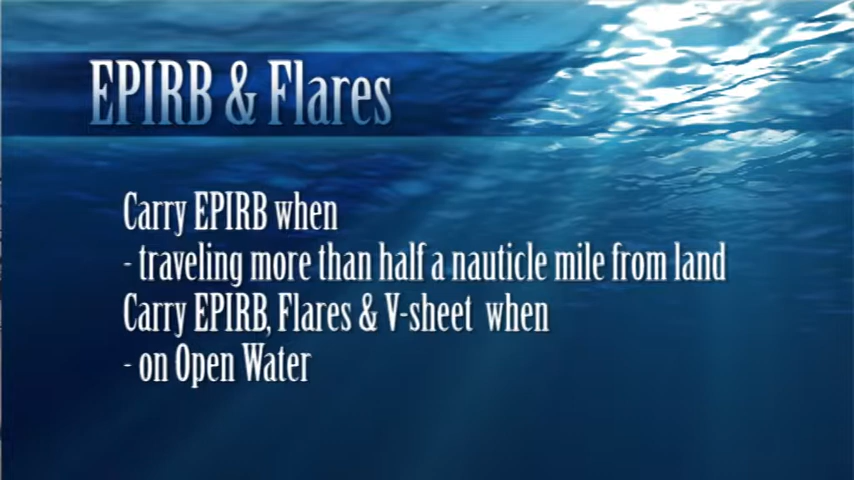 EPIRB & Flares
Carry EPIRB when
- traveling more than half a nauticle mile from land
Carry EPIRB, Flares & V-sheet when
- on Open Water